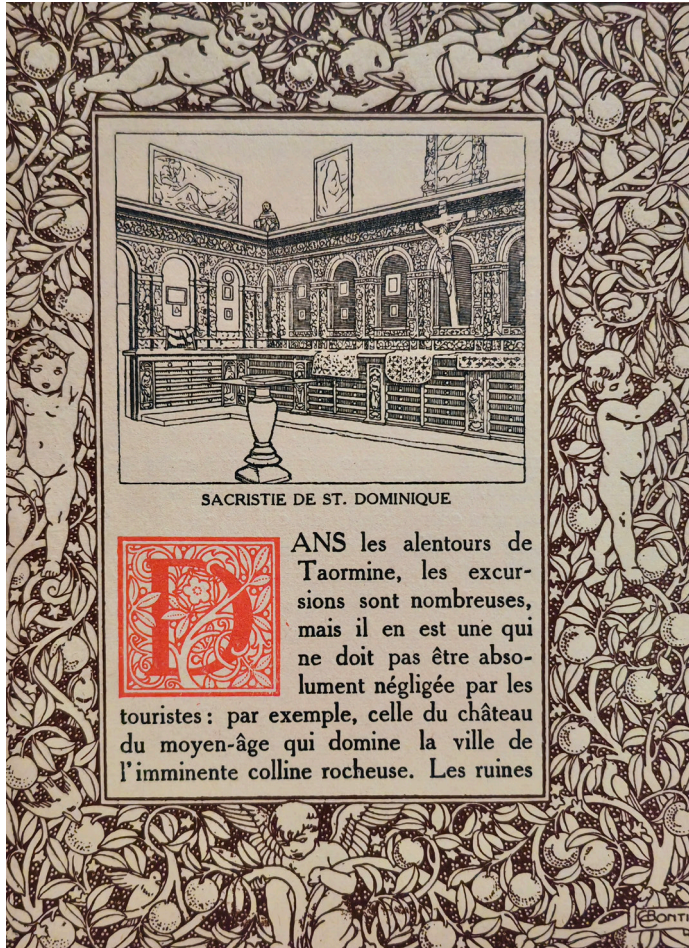 SACRISTIE DE ST. DOMINIQUE
DANS les alentours de
Taormine, les excur-
sions sont nombreuses,
mais il en est une qui
ne doit pas être abso-
lument négligée par les
touristes: par exemple, celle du château
du moyen-âge qui domine la ville de
l'imminente colline rocheuse. Les ruines